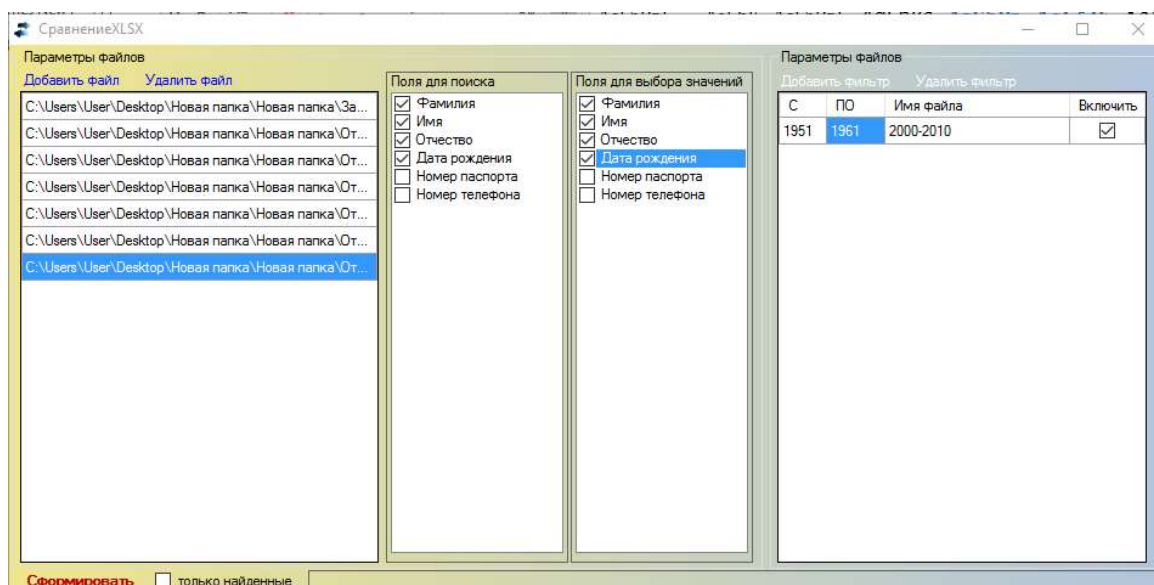 СравнениеXLSX
Параметры файлов
Добавить файл Удалить файл
C:\Users\User\Desktop\Новая папка\Новая папка\За...
C:\Users\User\Desktop\Новая папка\Новая папка\От...
C:\Users\User\Desktop\Новая папка\Новая папка\От...
C:\Users\User\Desktop\Новая папка\Новая папка\От...
C:\Users\User\Desktop\Новая папка\Новая папка\От...
C:\Users\User\Desktop\Новая папка\Новая папка\От...
C:\Users\User\Desktop\Новая папка\Новая папка\От...
Поля для поиска
Фамилия
Имя
Отчество
Дата рождения
Номер паспорта
Номер телефона
Поля для выбора значений
Фамилия
Имя
Отчество
Дата рождения
Номер паспорта
Номер телефона
Параметры файлов
Добавить фильтр Удалить фильтр
С ПО Имя файла Включить
1951 1961 2000-2010
Сформировать только найденные